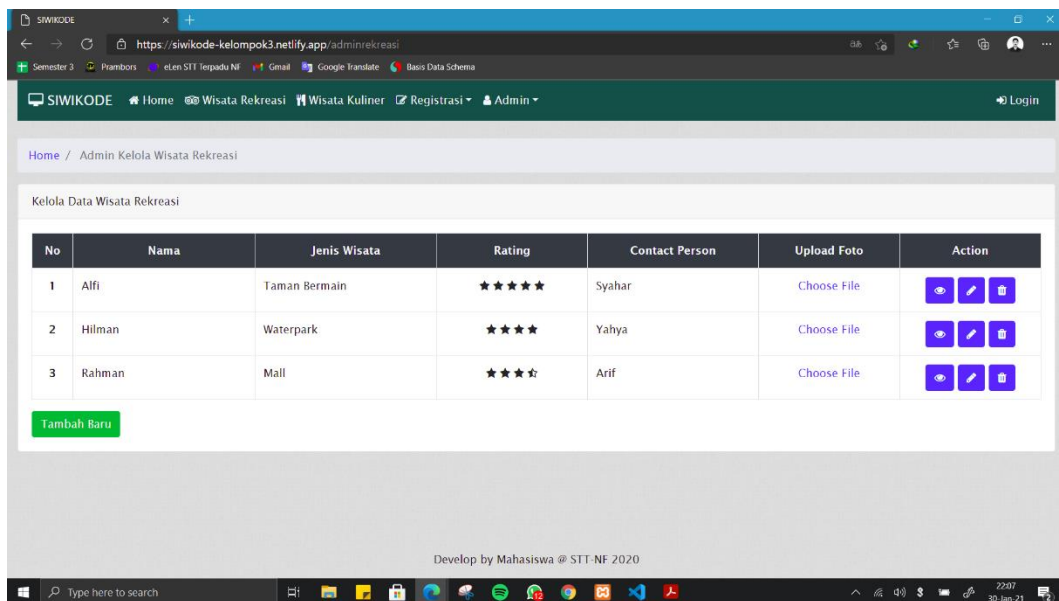 SIWIKODE
https://siwikode-kelompok3.netlify.app/adminrekreasi
Semester 3 Prambors eLen STT Terpadu NF Gmail Google Translate Basis Data Schema
SIWIKODE Home Wisata Rekreasi Wisata Kuliner Registrasi Admin Login
Home / Admin Kelola Wisata Rekreasi
Kelola Data Wisata Rekreasi
No Nama Jenis Wisata Rating Contact Person Upload Foto Action
1 Alfi Taman Bermain Syahar Choose File
2 Hilman Waterpark Yahya Choose File
3 Rahman Mall Arif Choose File
Tambah Baru
Develop by Mahasiswa @ STT-NF 2020
Type here to search
22:07
30-Jan-21